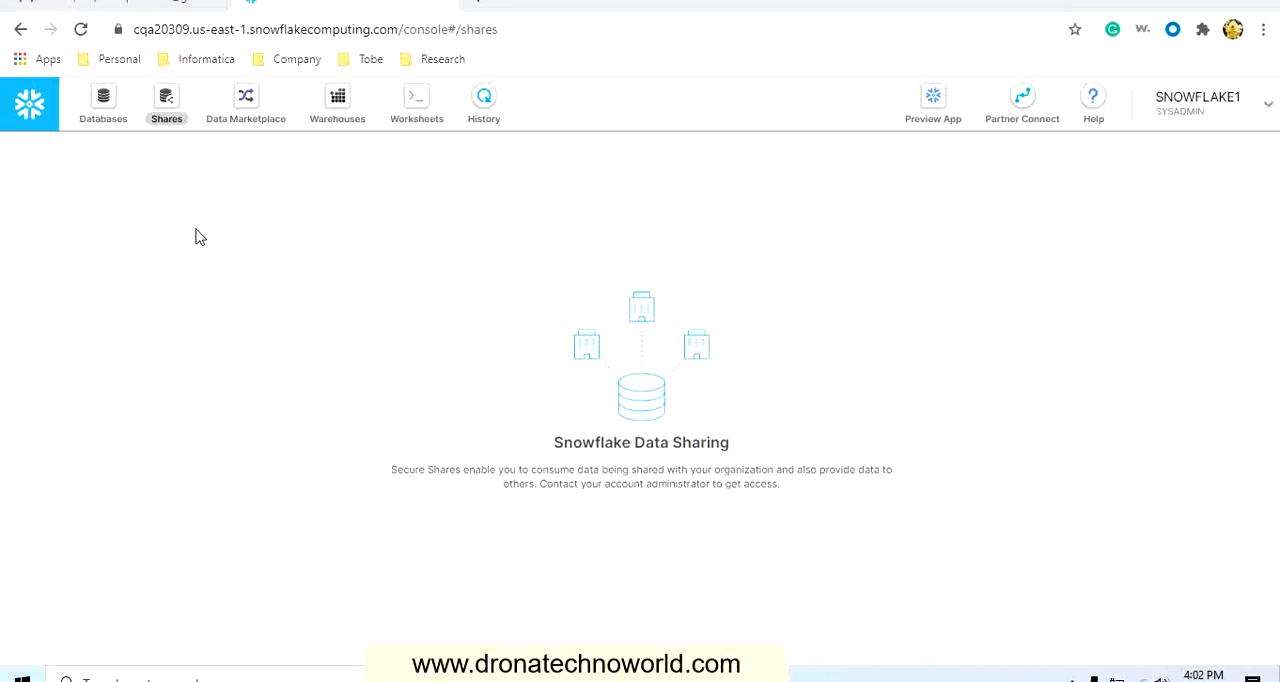 cqa20309.us-east-1.snowflakecomputing.com/console#/shares
Apps Personal Informatica Company Tobe Research
Databases Shares Data Marketplace Warehouses Worksheets History Preview App Partner Connect Help SNOWFLAKE1
SYSADMIN
Snowflake Data Sharing
Secure Shares enable you to consume data being shared with your organization and also provide data to
others. Contact your account administrator to get access.
www.dronatechnoworld.com
4:02 PM